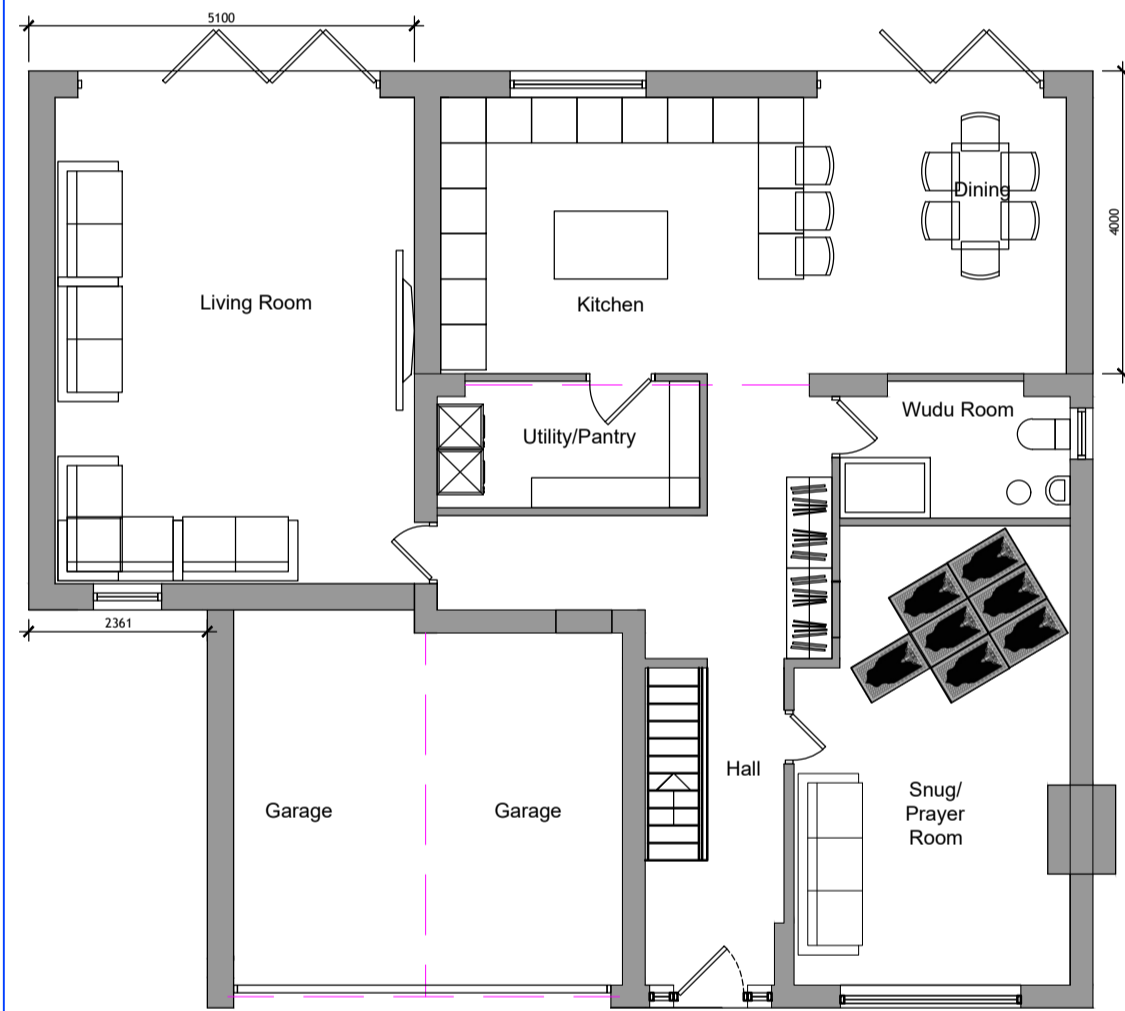 5100
4000
Dining
Living Room
Kitchen
Wudu Room
Utility/Pantry
2361
Hall
Garage
Garage
Snug/
Prayer
Room